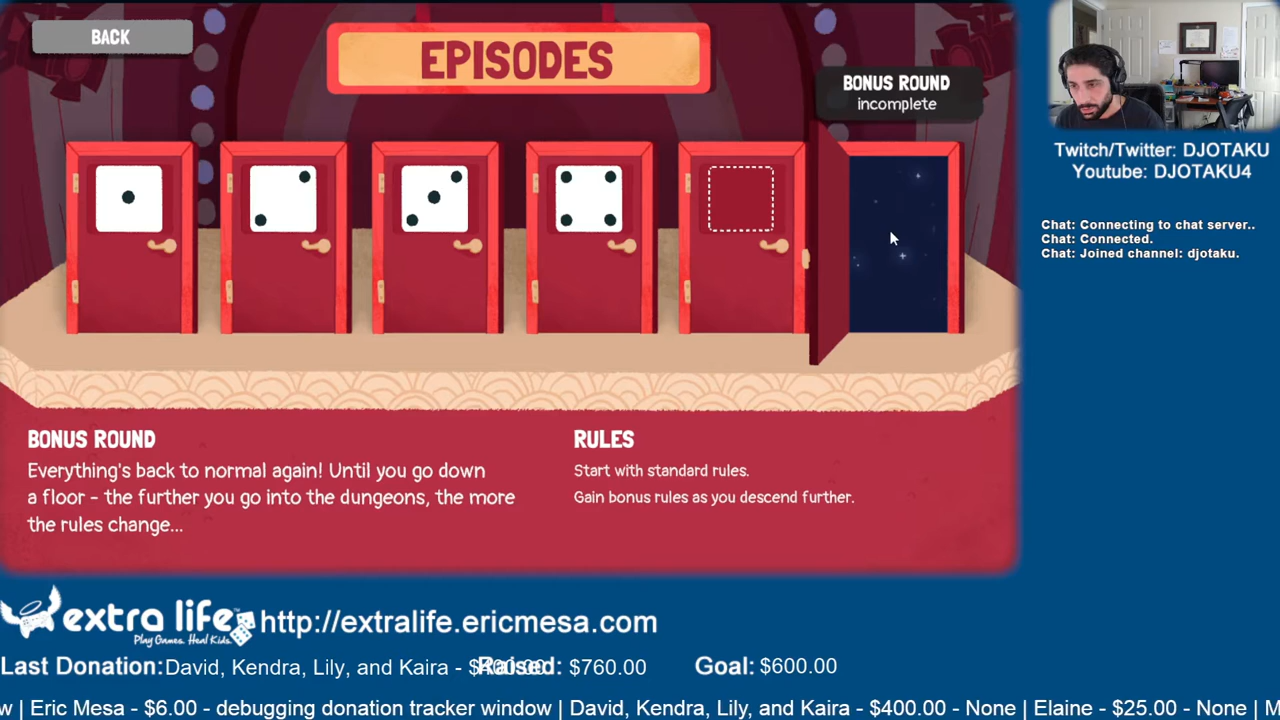 BACK
EPISODES
BONUS ROUND
incomplete
Twitch/Twitter: DJOTAKU
Youtube: DJOTAKU4
Chat: Connecting to chat server..
Chat: Connected.
Chat: Joined channel: djotaku.
BONUS ROUND
Everything's back to normal again! Until you go down
a floor - the further you go into the dungeons, the more
the rules change...
RULES
Start with standard rules.
Gain bonus rules as you descend further.
extra life
Play Games. Heal Kids.
http://extralife.ericmesa.com
Last Donation: David, Kendra, Lily, and Kaira - Raised: $760.00 Goal: $600.00
w | Eric Mesa - $6.00 - debugging donation tracker window | David, Kendra, Lily, and Kaira - $400.00 - None | Elaine - $25.00 - None | M